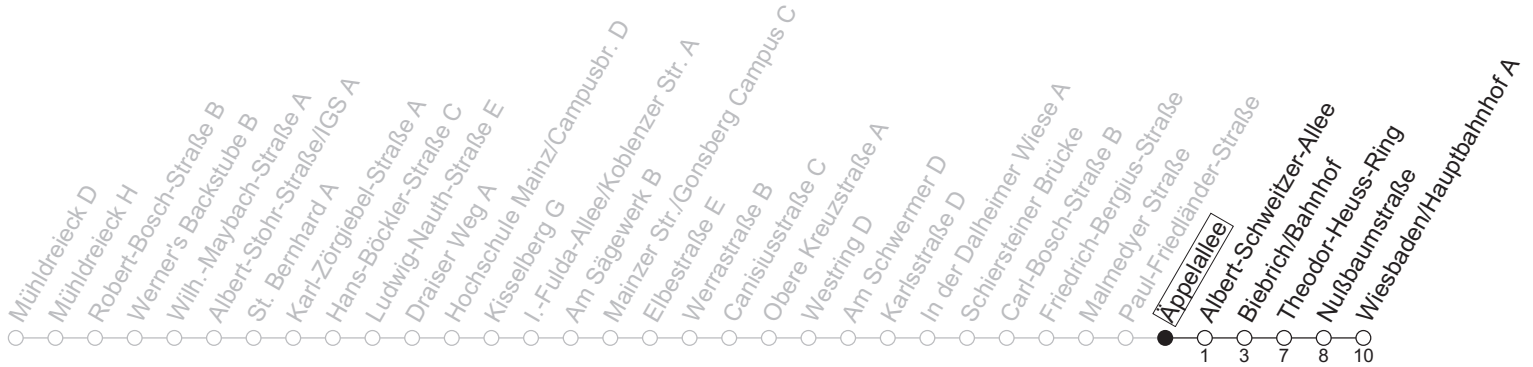 Mühldreieck D
Mühldreieck H
Robert-Bosch-Straße B
Werner's Backstube B
Wilh.-Maybach-Straße A
Albert-Stohr-Straße/IGS A
St. Bernhard A
Karl-Zörgiebel-Straße A
Hans-Böckler-Straße C
Ludwig-Nauth-Straße E
Draiser Weg A
Hochschule Mainz/Campusbr. D
Kisselberg G
I.-Fulda-Allee/Koblenzer Str. A
Am Sägewerk B
Mainzer Str./Gonsberg Campus C
Elbestraße E
Werrastraße B
Canisiusstraße C
Obere Kreuzstraße A
Westring D
Am Schwermer D
Karlsstraße D
In der Dalheimer Wiese A
Schiersteiner Brücke
Carl-Bosch-Straße B
Friedrich-Bergius-Straße
Malmedyer Straße
Paul-Friedländer-Straße
Äppelallee
Albert-Schweitzer-Allee
Biebrich/Bahnhof
Theodor-Heuss-Ring
Nußbaumstraße
Wiesbaden/Hauptbahnhof A
1 3 7 8 10